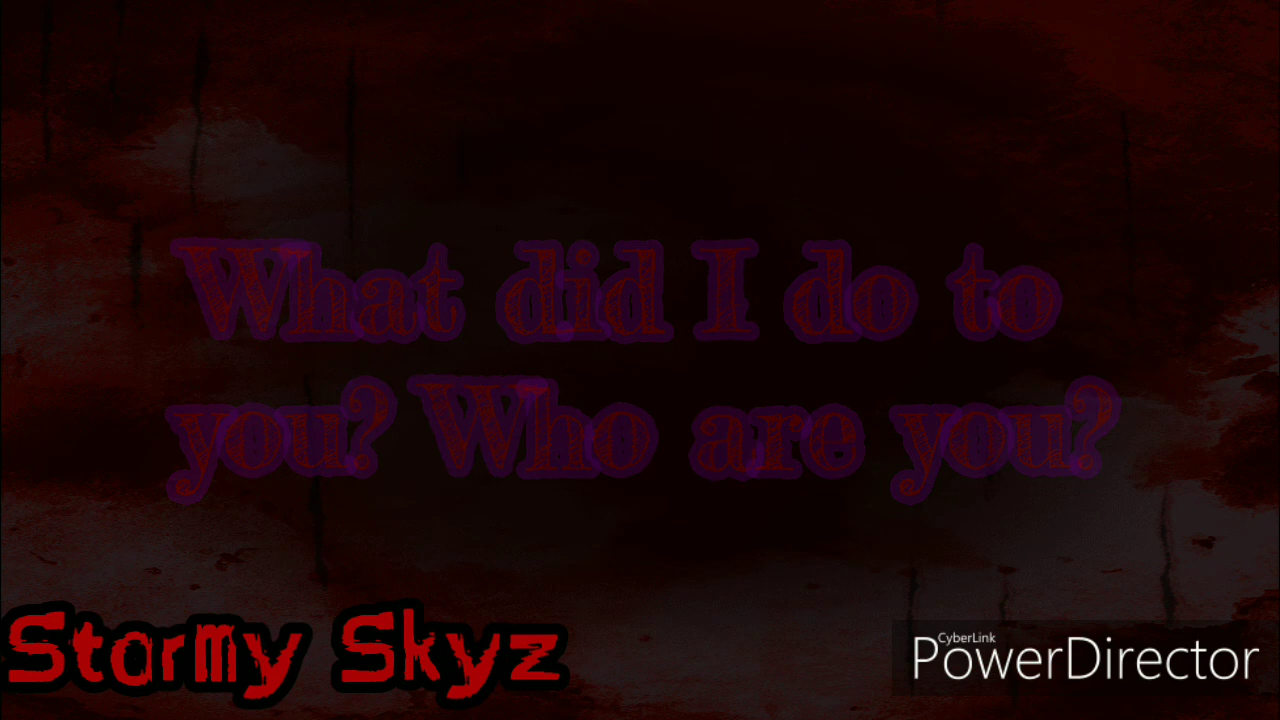 What did I do to
you? Who are you?
Stormy Skyz
CyberLink
PowerDirector